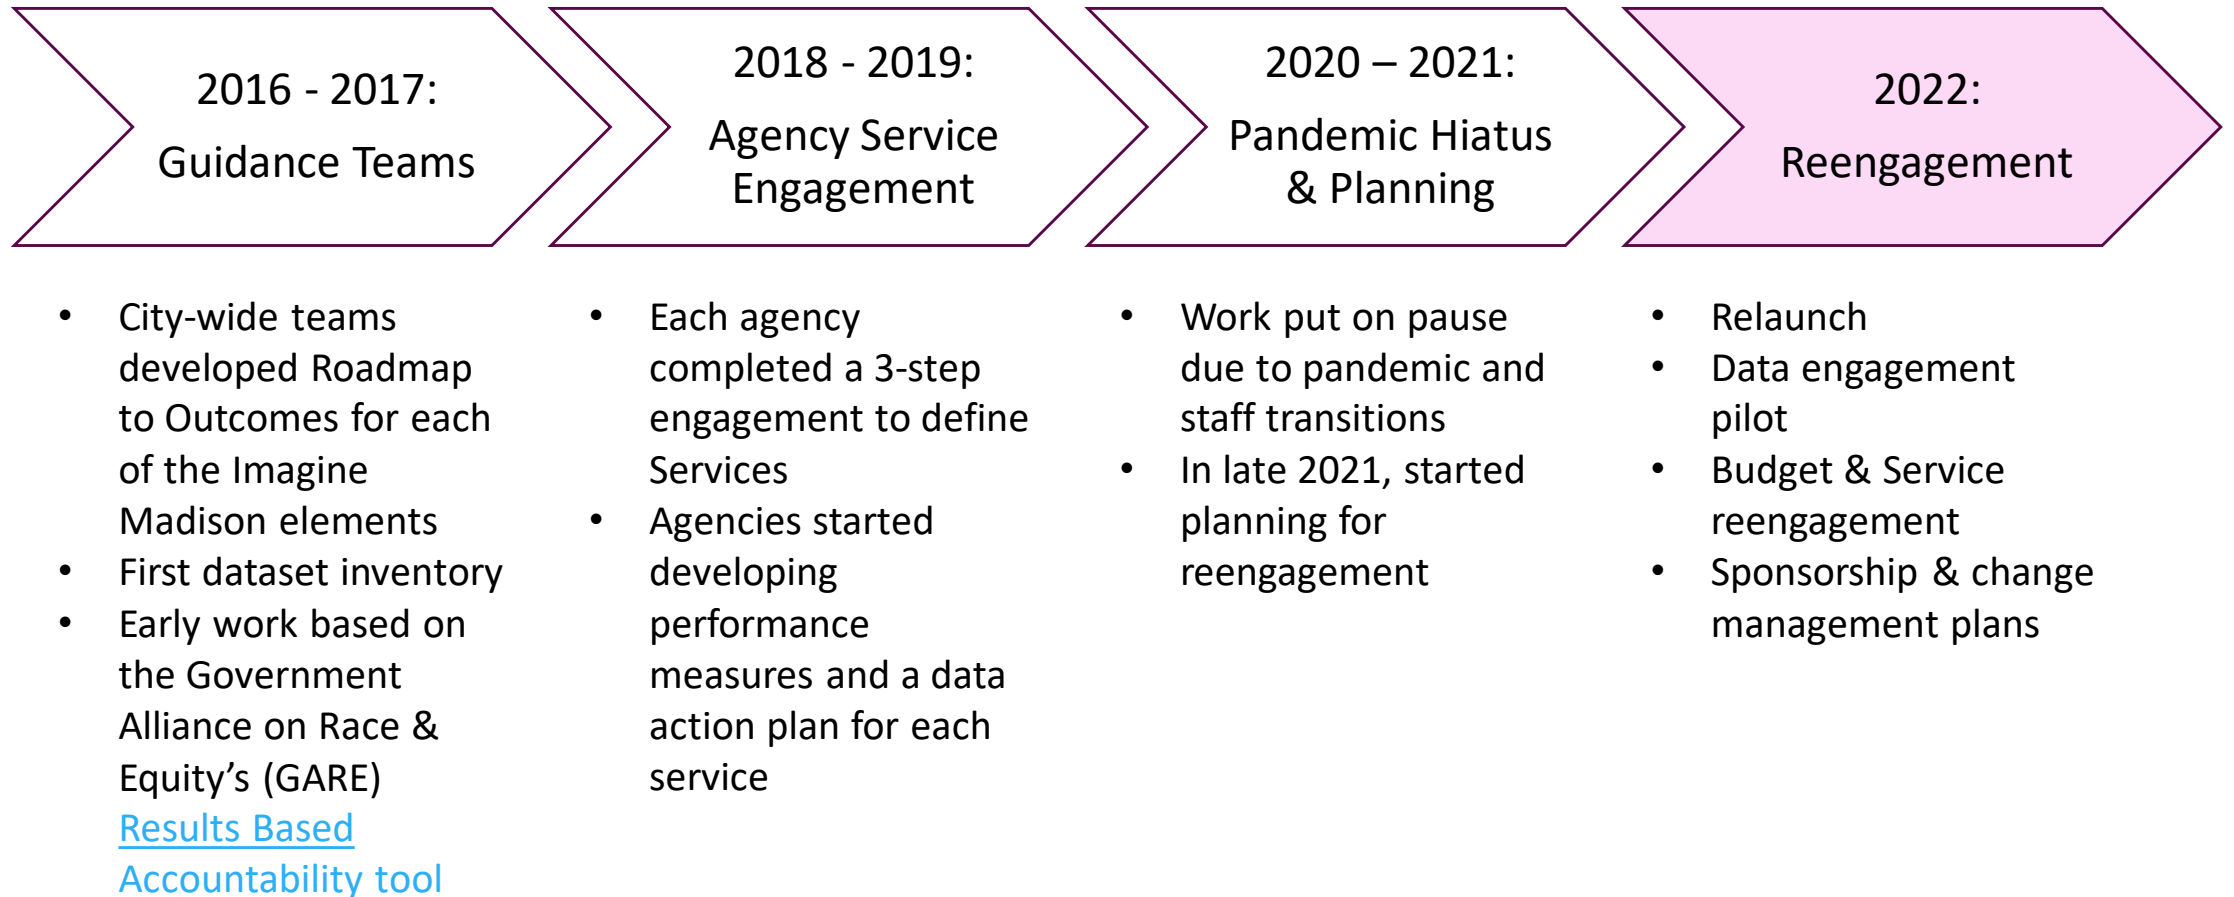 2016 - 2017:
Guidance Teams
• City-wide teams
developed Roadmap
to Outcomes for each
of the Imagine
Madison elements
• First dataset inventory
• Early work based on
the Government
Alliance on Race &
Equity’s (GARE)
Results Based
Accountability tool
2018 - 2019:
Agency Service
Engagement
• Each agency
completed a 3-step
engagement to define
Services
• Agencies started
developing
performance
measures and a data
action plan for each
service
2020 – 2021:
Pandemic Hiatus
& Planning
• Work put on pause
due to pandemic and
staff transitions
• In late 2021, started
planning for
reengagement
2022:
Reengagement
• Relaunch
• Data engagement
pilot
• Budget & Service
reengagement
• Sponsorship & change
management plans